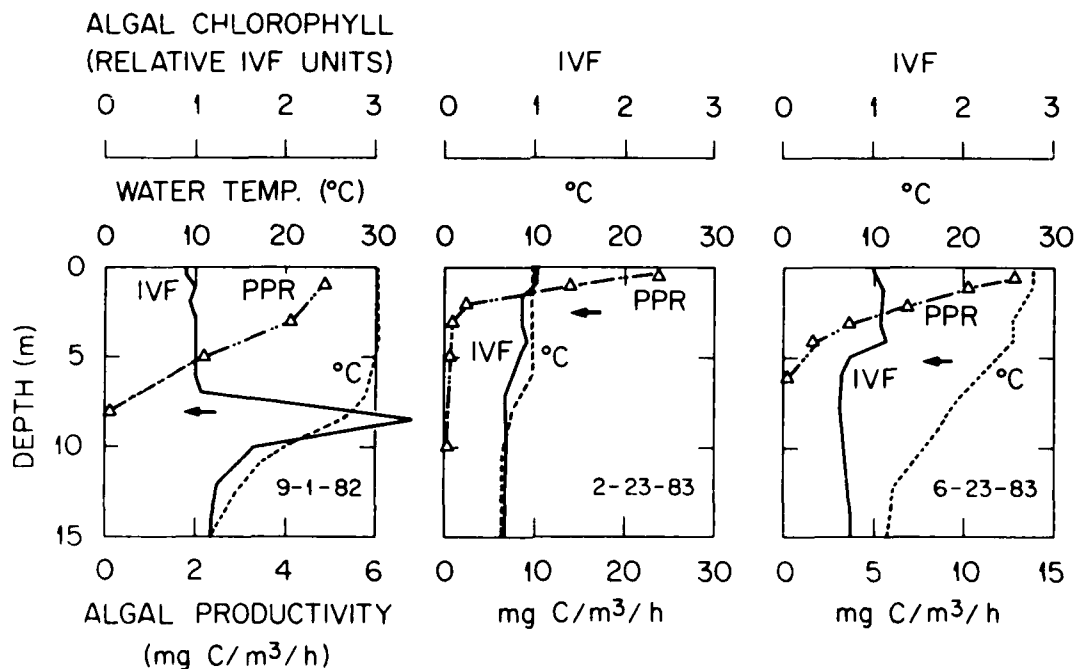 ALGAL CHLOROPHYLL
(RELATIVE IVF UNITS)
0 1 2 3
WATER TEMP. (°C)
0 10 20 30
IVF
0 1 2 3
°C
0 10 20 30
IVF
0 1 2 3
°C
0 10 20 30
DEPTH (m)
0
5
10
15
IVF
PPR
°C
9-1-82
PPR
IVF
°C
2-23-83
PPR
IVF
°C
6-23-83
0 2 4 6
ALGAL PRODUCTIVITY
(mg C/m³/h)
0 10 20 30
mg C/m³/h
0 5 10 15
mg C/m³/h